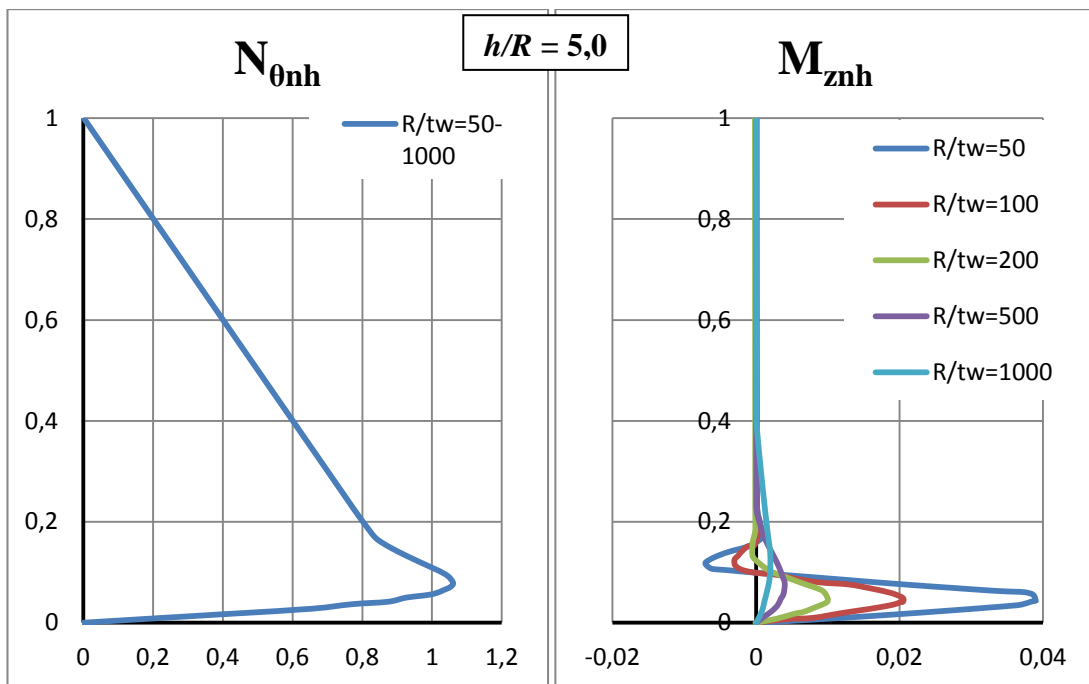 h/R = 5,0
Nθnh
R/tw=50-
1000
1
0,8
0,6
0,4
0,2
0
0 0,2 0,4 0,6 0,8 1 1,2
Mznh
R/tw=50
R/tw=100
R/tw=200
R/tw=500
R/tw=1000
1
0,8
0,6
0,4
0,2
0
-0,02 0 0,02 0,04